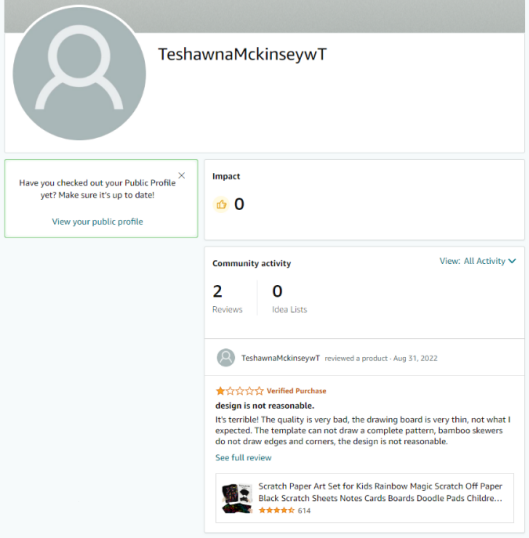 TeshawnaMckinseywT
Have you checked out your Public Profile
yet? Make sure it's up to date!
View your public profile
Impact
0
Community activity
View: All Activity
2
Reviews
0
Idea Lists
TeshawnaMckinseywT reviewed a product · Aug 31, 2022
Verified Purchase
design is not reasonable.
It's terrible! The quality is very bad, the drawing board is very thin, not what I
expected. The template can not draw a complete pattern, bamboo skewers
do not draw edges and corners, the design is not reasonable.
See full review
Scratch Paper Art Set for Kids Rainbow Magic Scratch Off Paper
Black Scratch Sheets Notes Cards Boards Doodle Pads Childre...
614